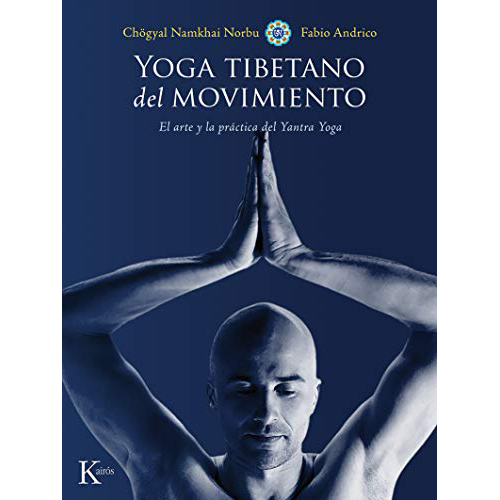 Chögyal Namkhai Norbu Fabio Andrico
YOGA TIBETANO
del MOVIMIENTO
El arte y la práctica del Yantra Yoga
Kairós